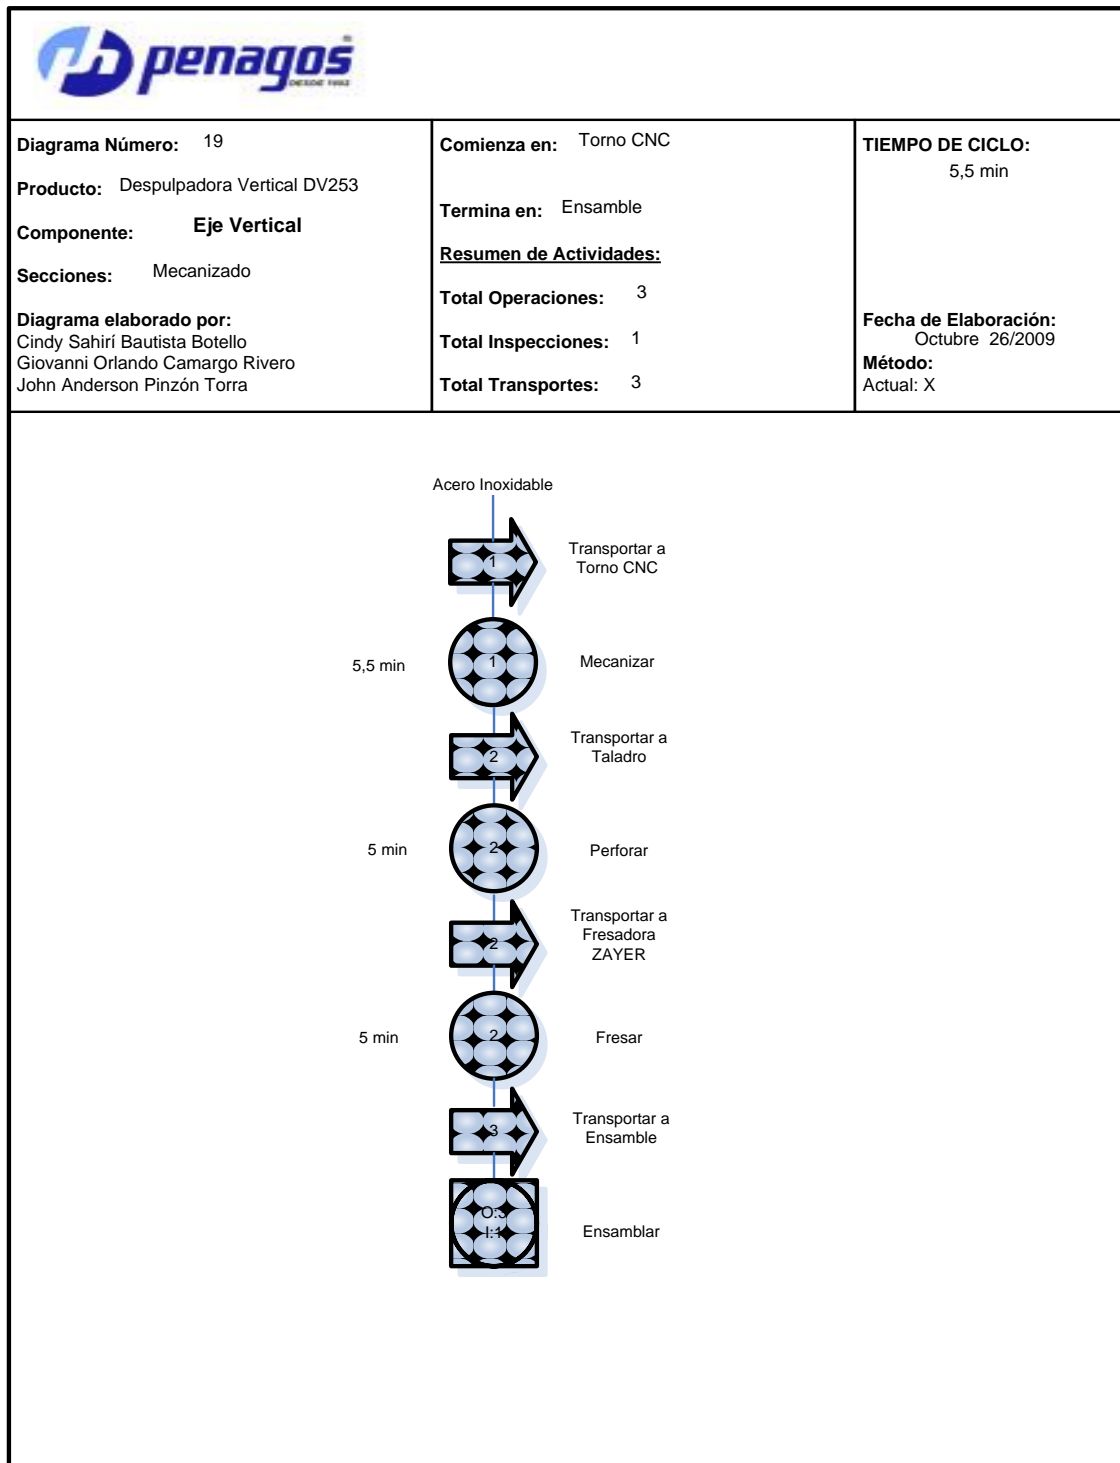 penagos
DESDE 1892
Diagrama Número: 19
Producto: Despulpadora Vertical DV253
Componente: Eje Vertical
Secciones: Mecanizado
Diagrama elaborado por:
Cindy Sahirí Bautista Botello
Giovanni Orlando Camargo Rivero
John Anderson Pinzón Torra
Comienza en: Torno CNC
Termina en: Ensamble
Resumen de Actividades:
Total Operaciones: 3
Total Inspecciones: 1
Total Transportes: 3
TIEMPO DE CICLO:
5,5 min
Fecha de Elaboración:
Octubre 26/2009
Método:
Actual: X
Acero Inoxidable
1
Transportar a
Torno CNC
5,5 min
1
Mecanizar
2
Transportar a
Taladro
5 min
2
Perforar
2
Transportar a
Fresadora
ZAYER
5 min
2
Fresar
3
Transportar a
Ensamble
O:3
I:1
Ensamblar